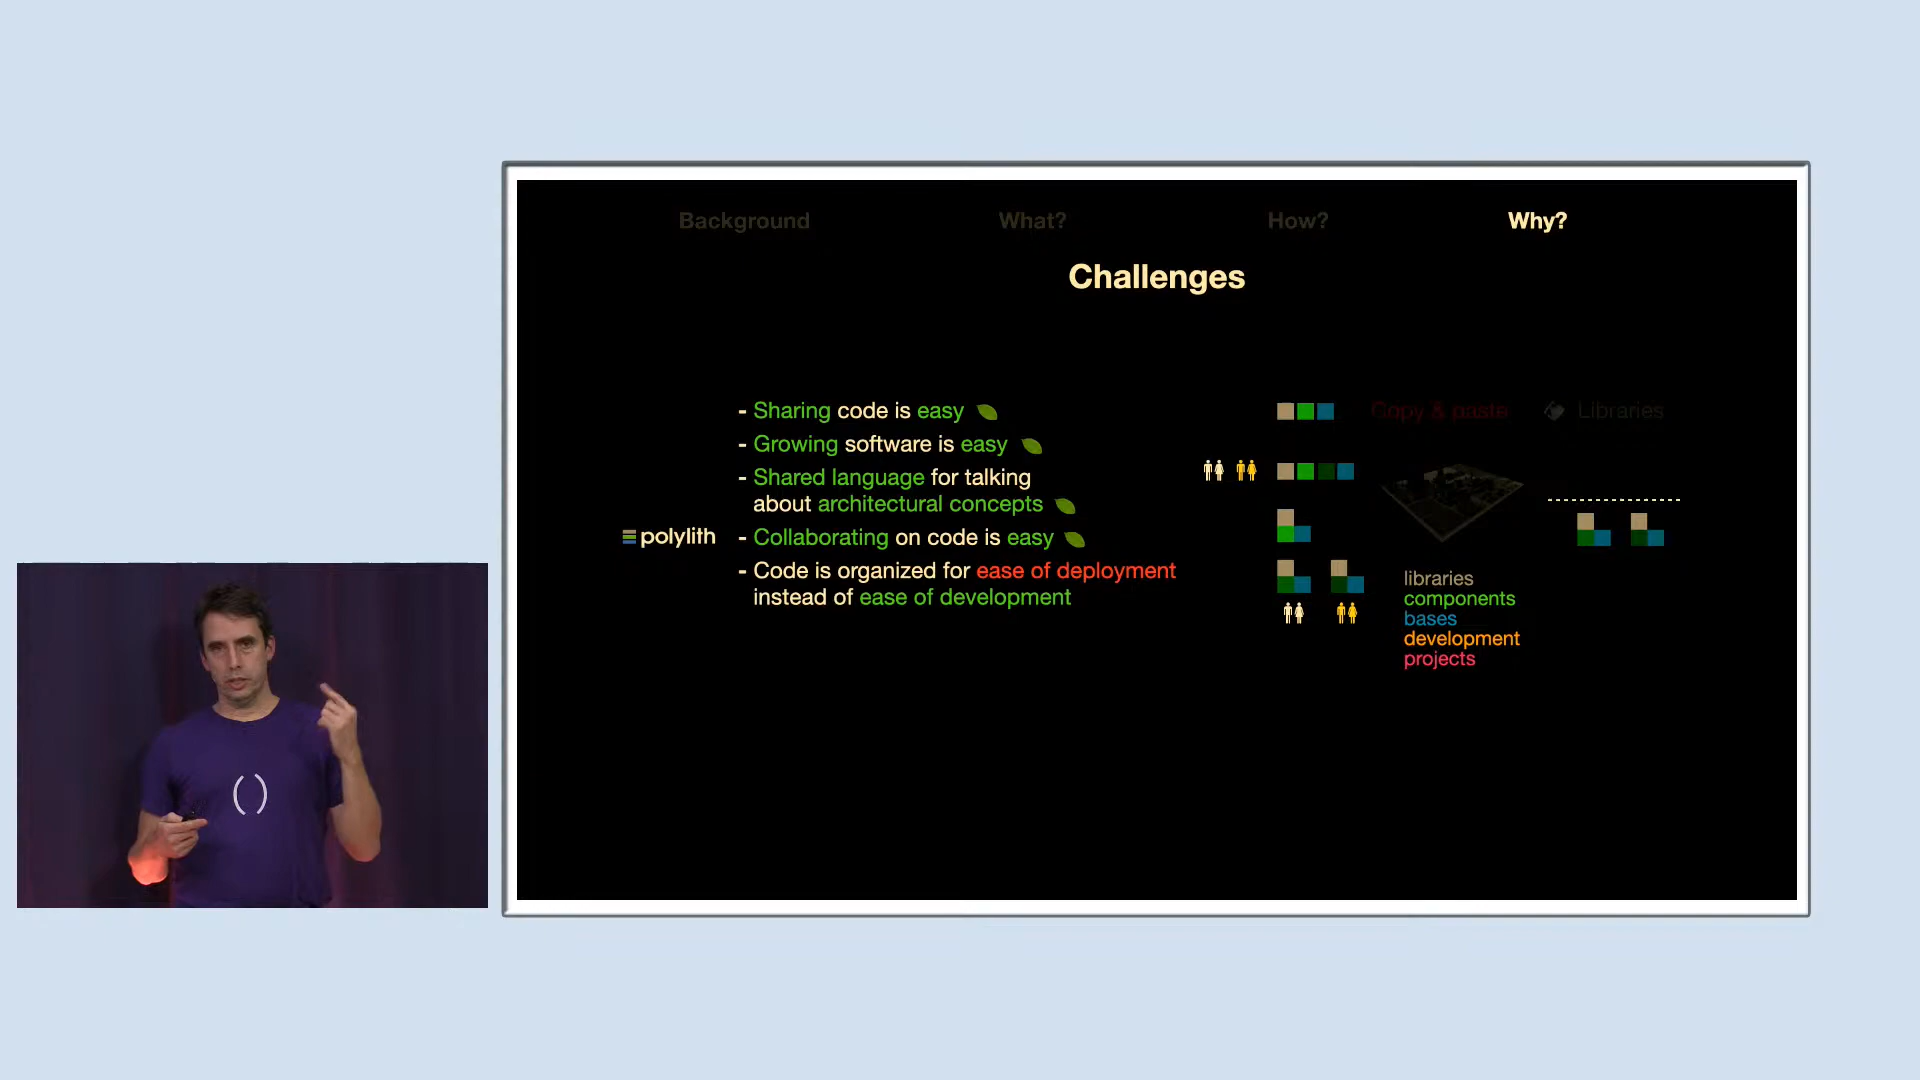 Background What? How? Why?
Challenges
- Sharing code is easy
- Growing software is easy
- Shared language for talking
about architectural concepts
polylith
- Collaborating on code is easy
- Code is organized for ease of deployment
instead of ease of development
Copy & paste
Libraries
libraries
components
bases
development
projects
( )